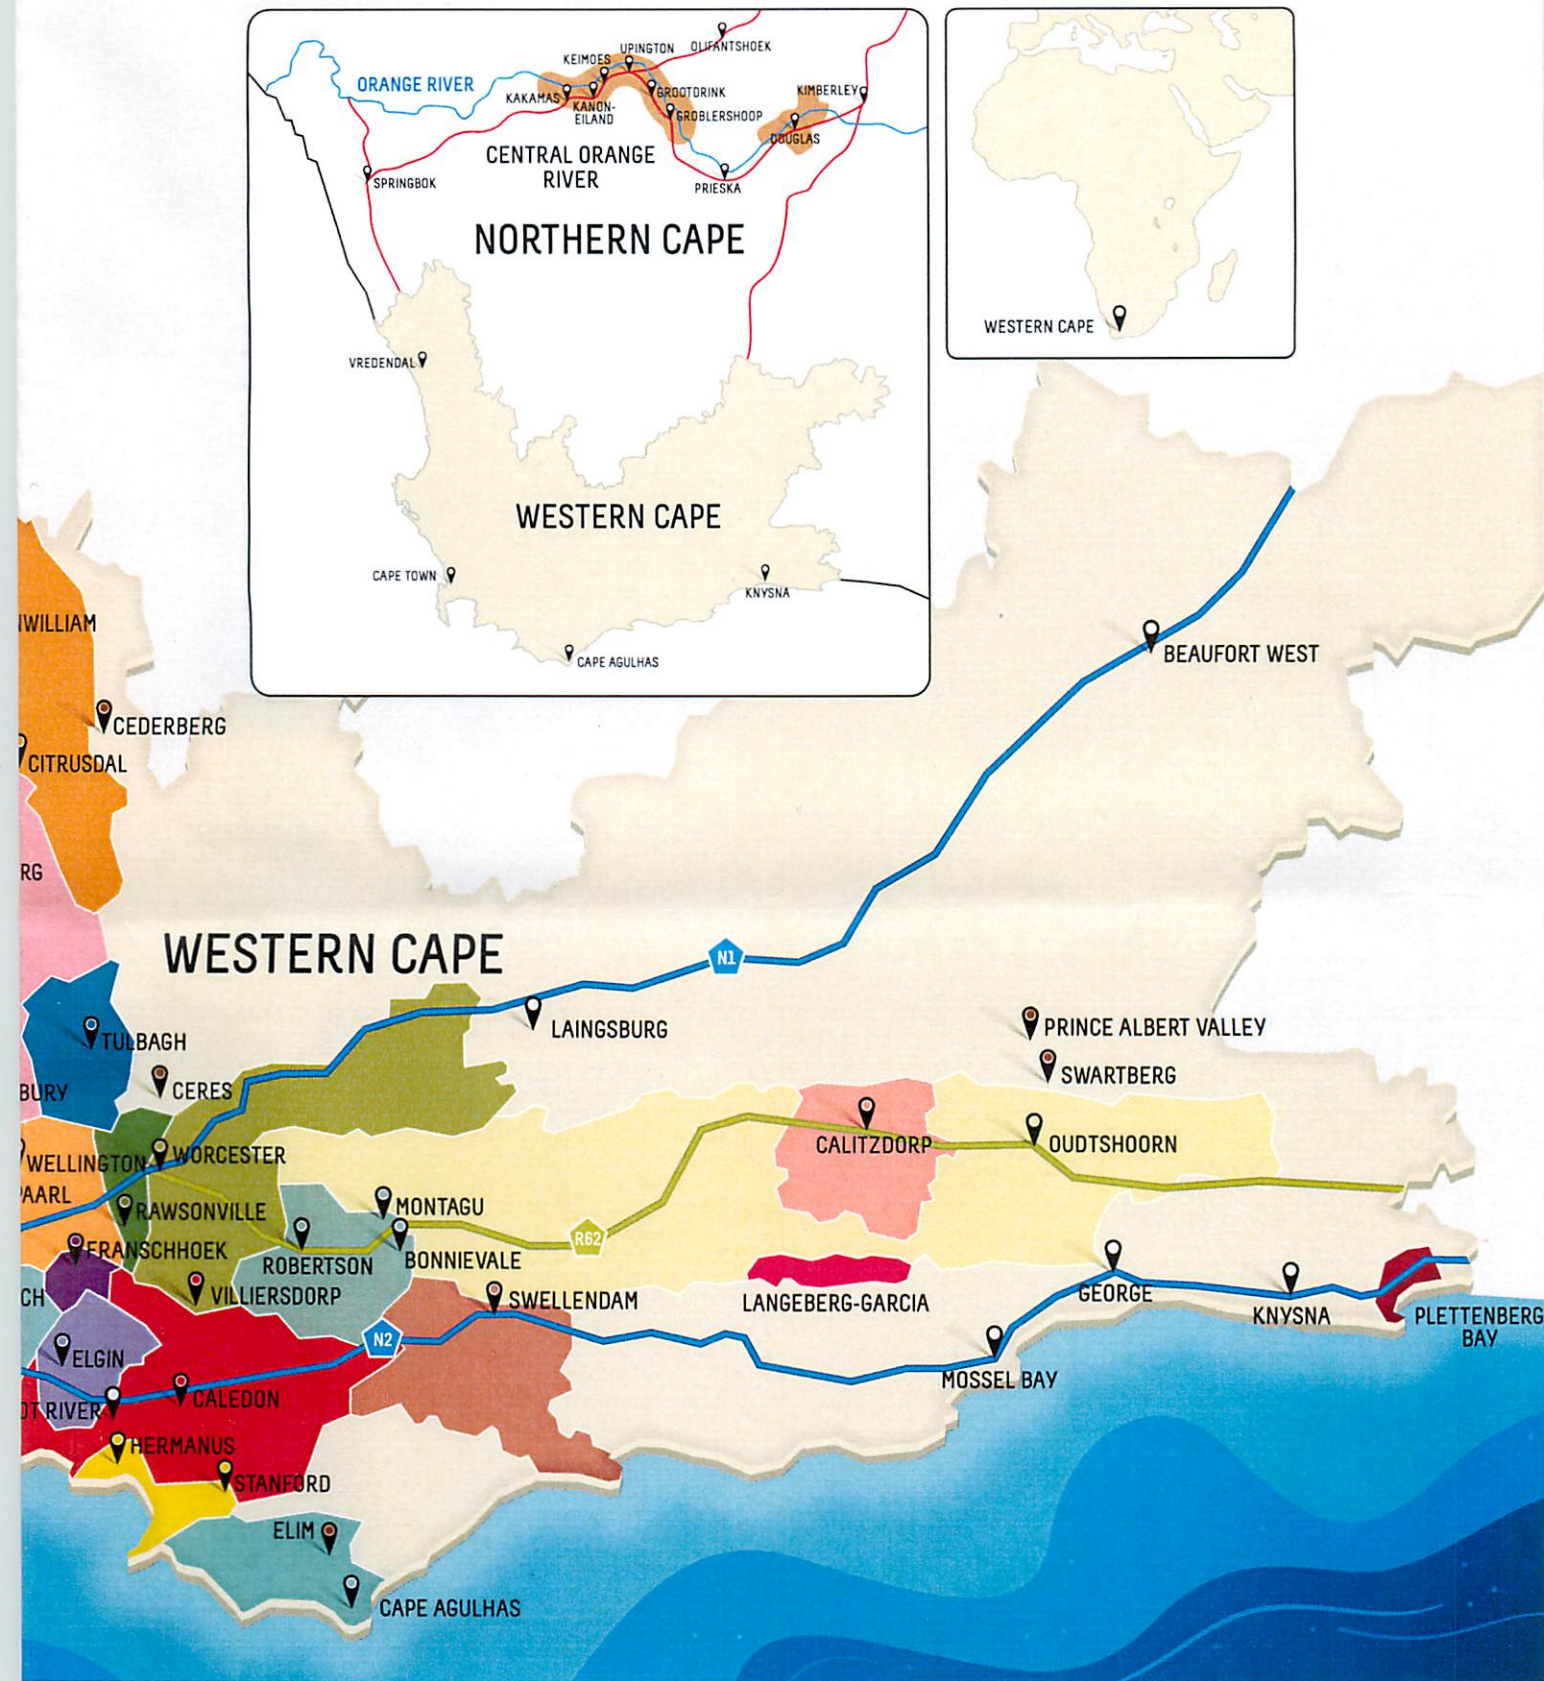 OLIFANTSHOEK
UPINGTON
KEIMOES
ORANGE RIVER
KAKAMAS
KANON-
EILAND
GROOTDRINK
GROBLERSHOOP
KIMBERLEY
DOUGLAS
CENTRAL ORANGE
RIVER
SPRINGBOK
PRIESKA
NORTHERN CAPE
VREDENDAL
WESTERN CAPE
CAPE TOWN
KNYSNA
CAPE AGULHAS
WESTERN CAPE
NWILLIAM
BEAUFORT WEST
CEDERBERG
CITRUSDAL
RG
WESTERN CAPE
N1
LAINGSBURG
PRINCE ALBERT VALLEY
TULBAGH
SWARTBERG
BURY
CERES
CALITZDORP
OUDTSHOORN
WELLINGTON
WORCESTER
PAARL
RAWSONVILLE
MONTAGU
FRANSCHHOEK
ROBERTSON
BONNIEVALE
R62
CH
VILLIERSDORP
SWELLENDAM
LANGEBERG-GARCIA
GEORGE
KNYSNA
PLETTENBERG
BAY
N2
ELGIN
MOSSEL BAY
CALEDON
OT RIVER
HERMANUS
STANFORD
ELIM
CAPE AGULHAS